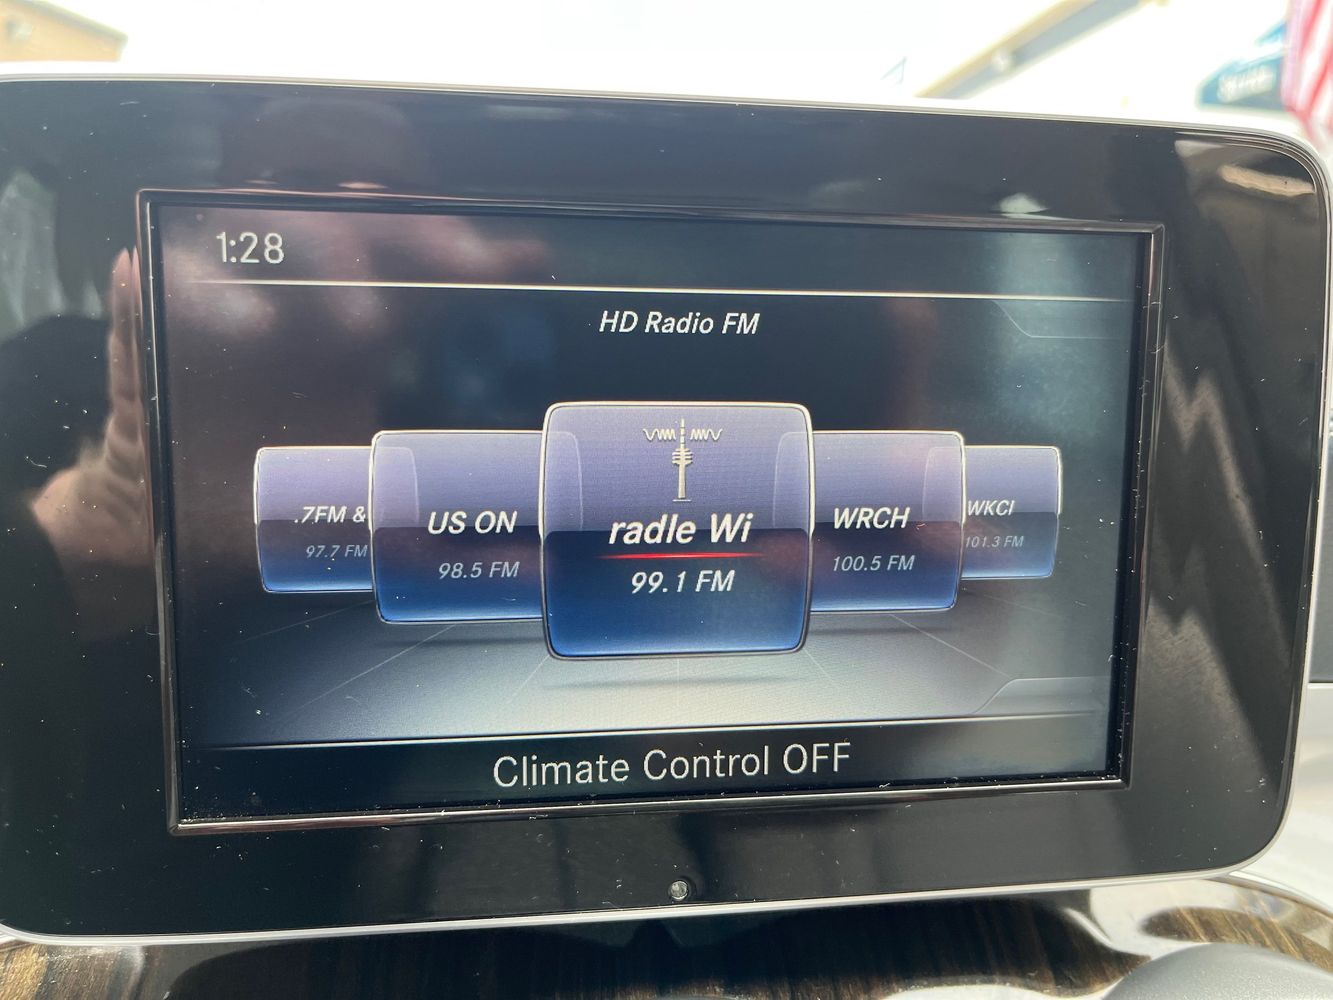 1:28
HD Radio FM
.7FM &
97.7 FM
US ON
98.5 FM
radle Wi
99.1 FM
WRCH
100.5 FM
WKCI
101.3 FM
Climate Control OFF